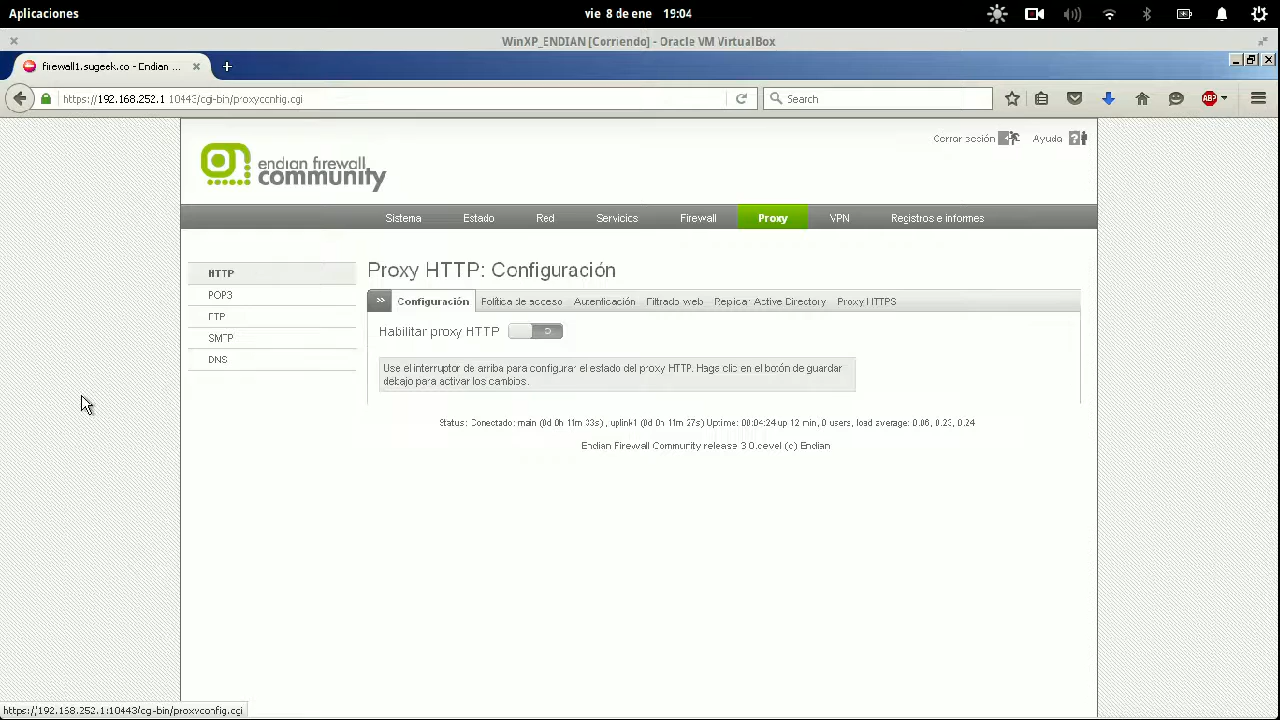 Aplicaciones
vie 8 de ene 19:04
WinXP_ENDIAN [Corriendo] - Oracle VM VirtualBox
firewall1.sugeek.co - Endian ...
https://192.168.252.1:10443/cgi-bin/proxyconfig.cgi
Search
ABP
Cerrar sesión
Ayuda
endian firewall
community
Sistema
Estado
Red
Servicios
Firewall
Proxy
VPN
Registros e informes
HTTP
POP3
FTP
SMTP
DNS
Proxy HTTP: Configuración
>> Configuración
Política de acceso
Autenticación
Filtrado web
Replicar Active Directory
Proxy HTTPS
Habilitar proxy HTTP
Use el interruptor de arriba para configurar el estado del proxy HTTP. Haga clic en el botón de guardar
debajo para activar los cambios.
Status: Conectado: main (0d 0h 11m 33s) , uplink1 (0d 0h 11m 27s) Uptime: 00:04:24 up 12 min, 0 users, load average: 0.06, 0.23, 0.24
Endian Firewall Community release 3.0.devel (c) Endian
https://192.168.252.1:10443/cgi-bin/proxyconfig.cgi